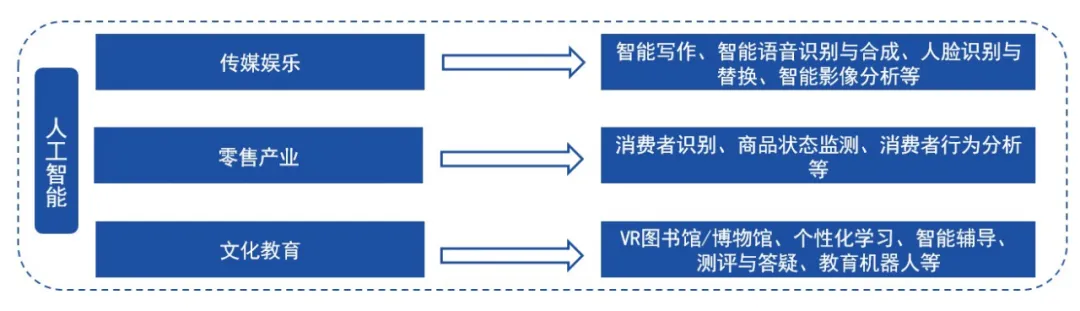 人工智能
传媒娱乐
智能写作、智能语音识别与合成、人脸识别与
替换、智能影像分析等
零售产业
消费者识别、商品状态监测、消费者行为分析
等
文化教育
VR图书馆/博物馆、个性化学习、智能辅导、
测评与答疑、教育机器人等